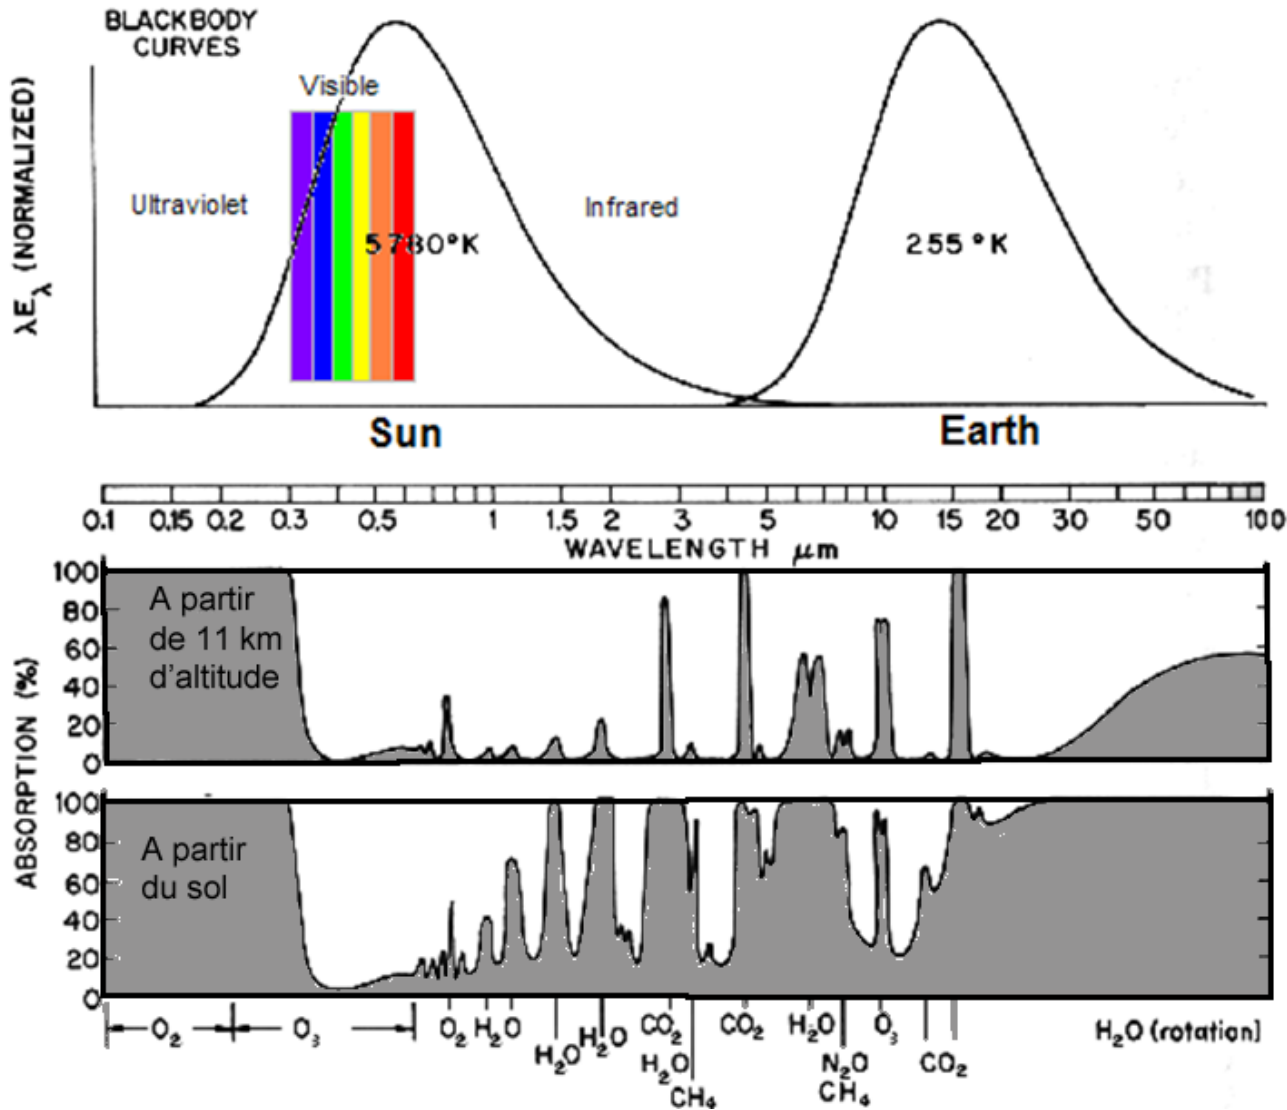 BLACKBODY
CURVES
Visible
λE_λ (NORMALIZED)
Ultraviolet
Infrared
5780°K
255°K
Sun
Earth
0.1 0.15 0.2 0.3 0.5 1 1.5 2 3 5 10 15 20 30 50 100
WAVELENGTH μm
ABSORPTION (%)
100
80
60
40
20
0
A partir
de 11 km
d'altitude
100
80
60
40
20
0
A partir
du sol
O₂ O₃ O₂ H₂O H₂O H₂O CO₂ CO₂ H₂O O₃ H₂O (rotation)
H₂O N₂O CO₂
CH₄ CH₄